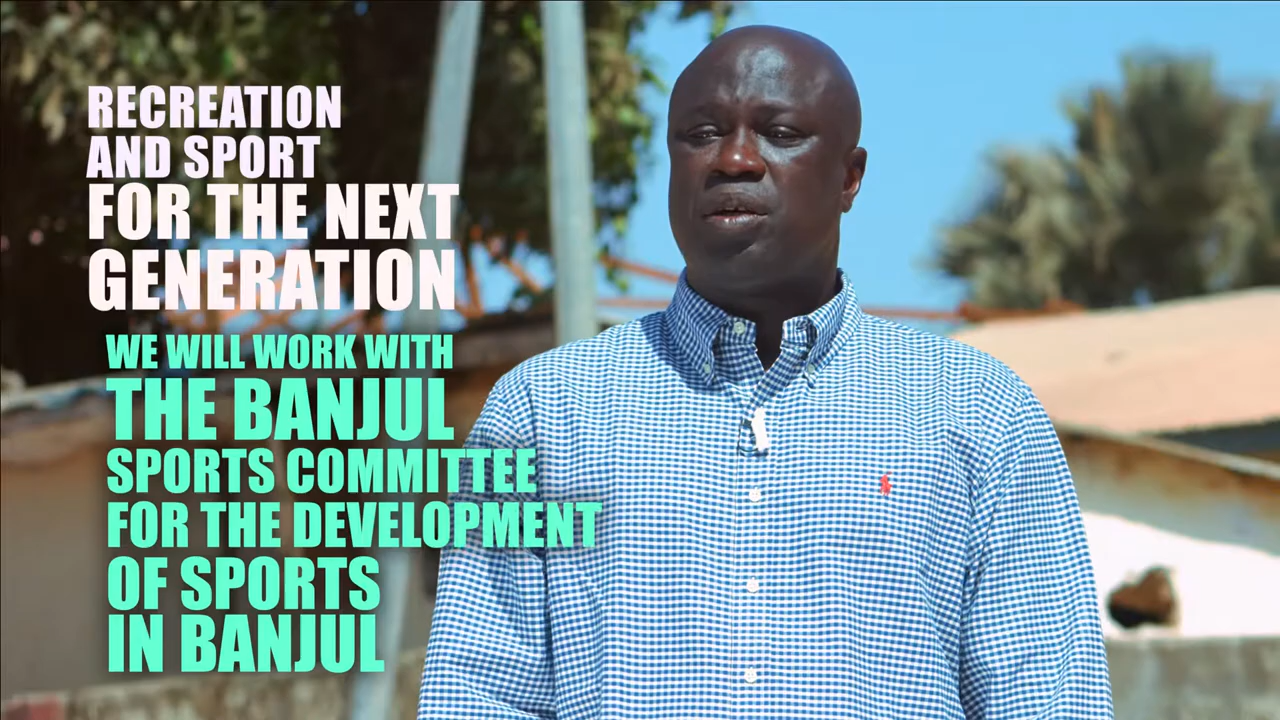 RECREATION
AND SPORT
FOR THE NEXT
GENERATION
WE WILL WORK WITH
THE BANJUL
SPORTS COMMITTEE
FOR THE DEVELOPMENT
OF SPORTS
IN BANJUL